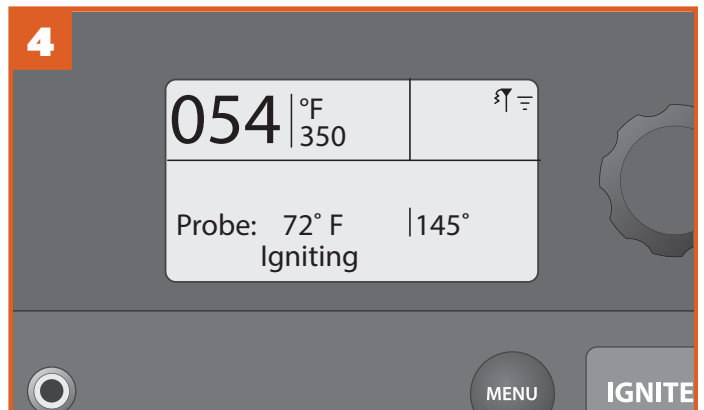 4
054 °F
350
Probe: 72° F 145°
Igniting
MENU
IGNITE